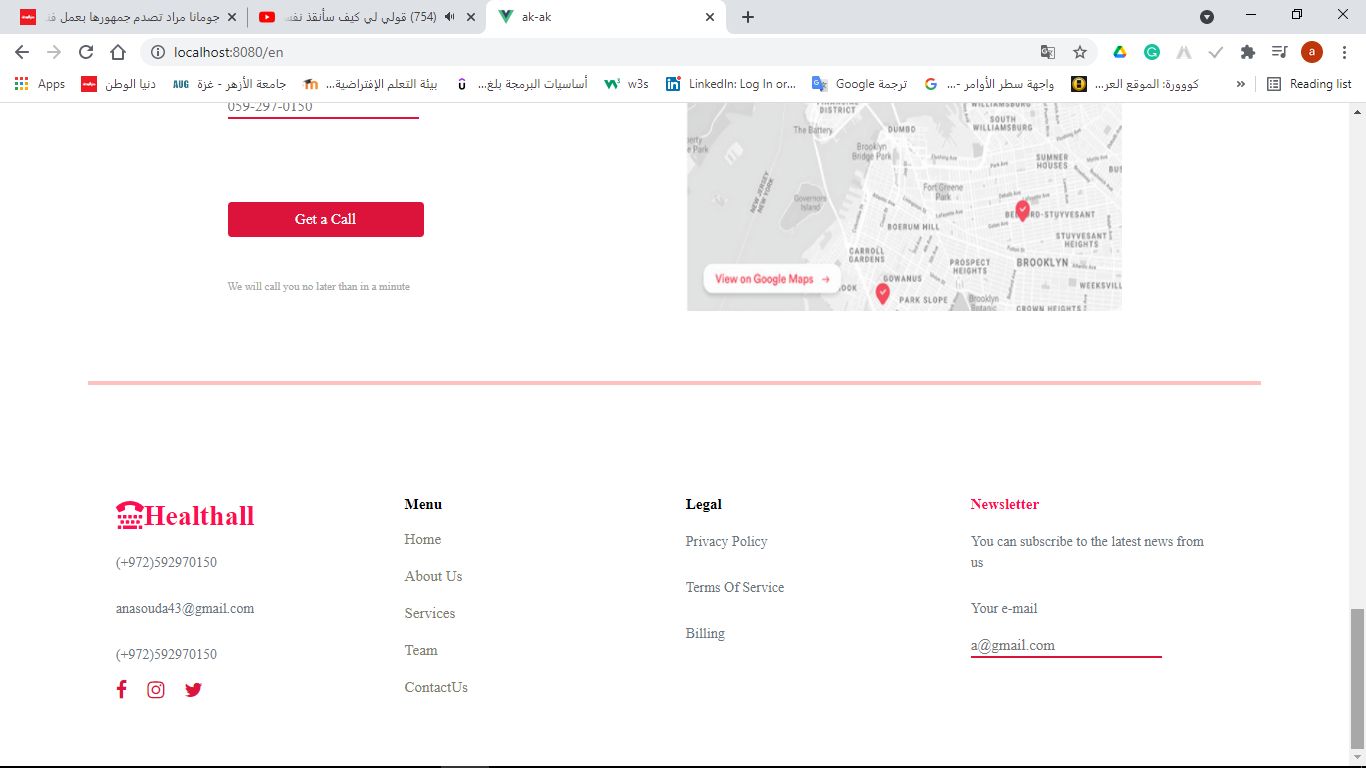 جومانا مراد تصدم جمهورها بعمل
(754) قولي لي كيف سأنقذ نفس
ak-ak
localhost:8080/en
a
Apps
دنيا الوطن
AUG جامعة الأزهر - غزة
بيئة التعلم الإفتراضية...
أساسيات البرمجة بلغ...
w3s
LinkedIn: Log In or...
ترجمة Google
واجهة سطر الأوامر -...
كووورة: الموقع العر...
»
Reading list
059-297-0150
DISTRICT
WILLIAMSBURG
The Battery
DUMBO
SOUTH
WILLIAMSBURG
Brooklyn
Bridge Park
SUMNER
HOUSES
NEW JERSEY
NEW YORK
Governors
Island
Fort Greene
Park
BEDFORD-STUYVESANT
BOERUM HILL
STUYVESANT
HEIGHTS
CARROLL
GARDENS
PROSPECT
HEIGHTS
BROOKLYN
View on Google Maps →
GOWANUS
WEEKSVILL
PARK SLOPE
Brooklyn
Botanic
CROWN HEIGHTS
Get a Call
We will call you no later than in a minute
Healthall
(+972)592970150
anasouda43@gmail.com
(+972)592970150
Menu
Home
About Us
Services
Team
ContactUs
Legal
Privacy Policy
Terms Of Service
Billing
Newsletter
You can subscribe to the latest news from
us
Your e-mail
a@gmail.com